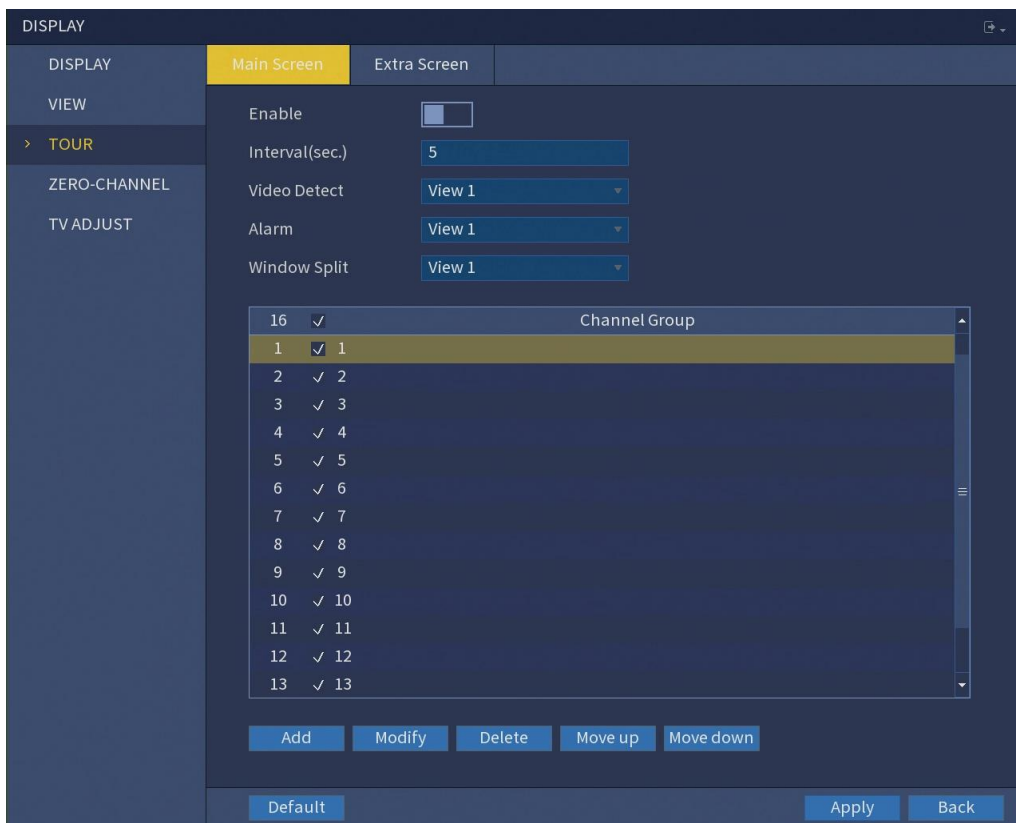 DISPLAY
DISPLAY
VIEW
> TOUR
ZERO-CHANNEL
TV ADJUST
Main Screen Extra Screen
Enable
Interval(sec.) 5
Video Detect View 1
Alarm View 1
Window Split View 1
16 Channel Group
1 1
2 2
3 3
4 4
5 5
6 6
7 7
8 8
9 9
10 10
11 11
12 12
13 13
Add Modify Delete Move up Move down
Default Apply Back